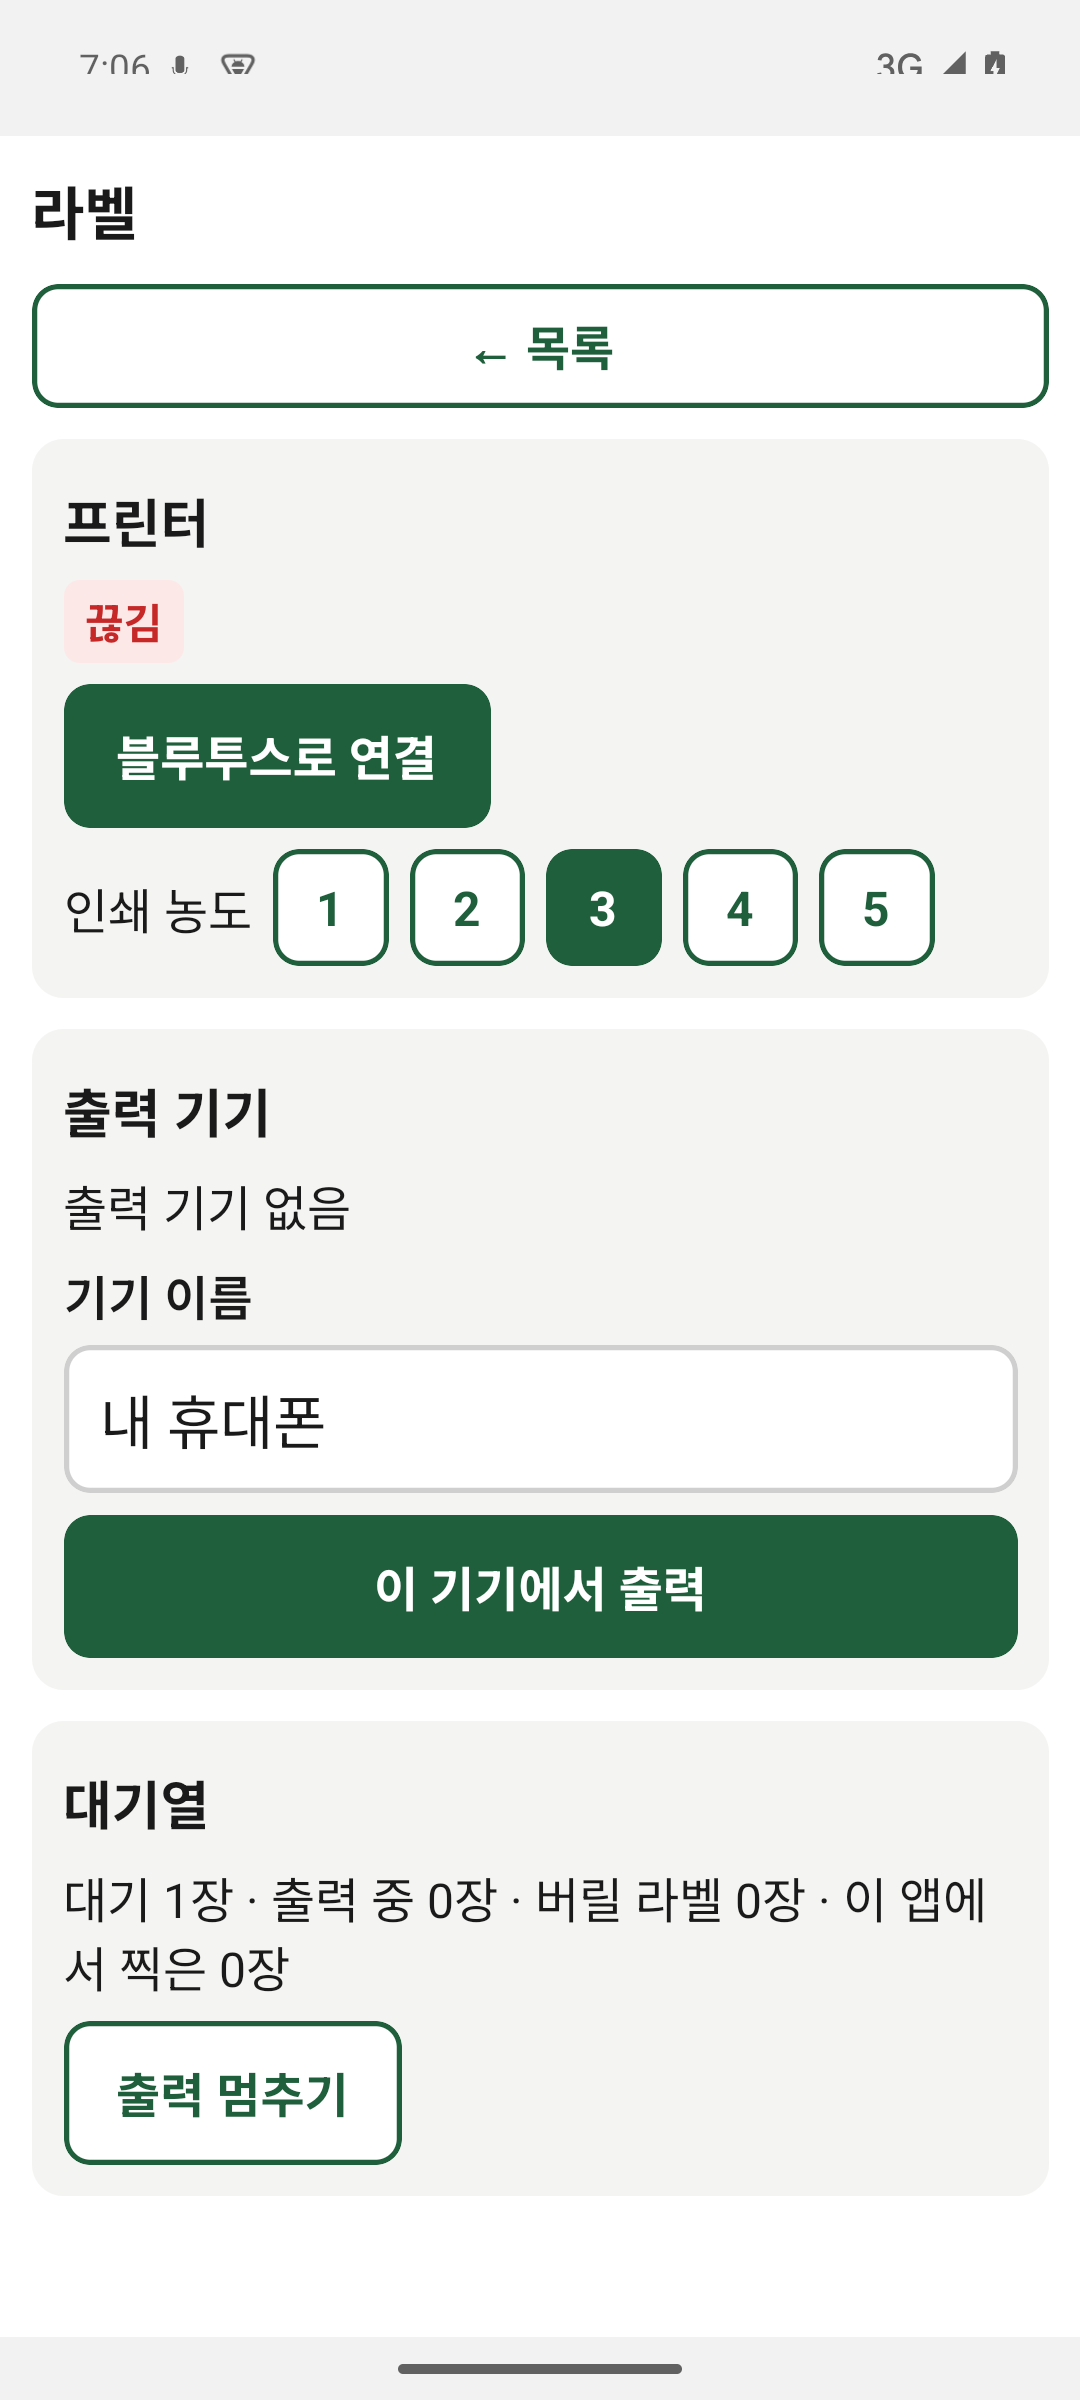 7:06 3G
라벨
← 목록
프린터
끊김
블루투스로 연결
인쇄 농도 1 2 3 4 5
출력 기기
출력 기기 없음
기기 이름
내 휴대폰
이 기기에서 출력
대기열
대기 1장 · 출력 중 0장 · 버릴 라벨 0장 · 이 앱에
서 찍은 0장
출력 멈추기